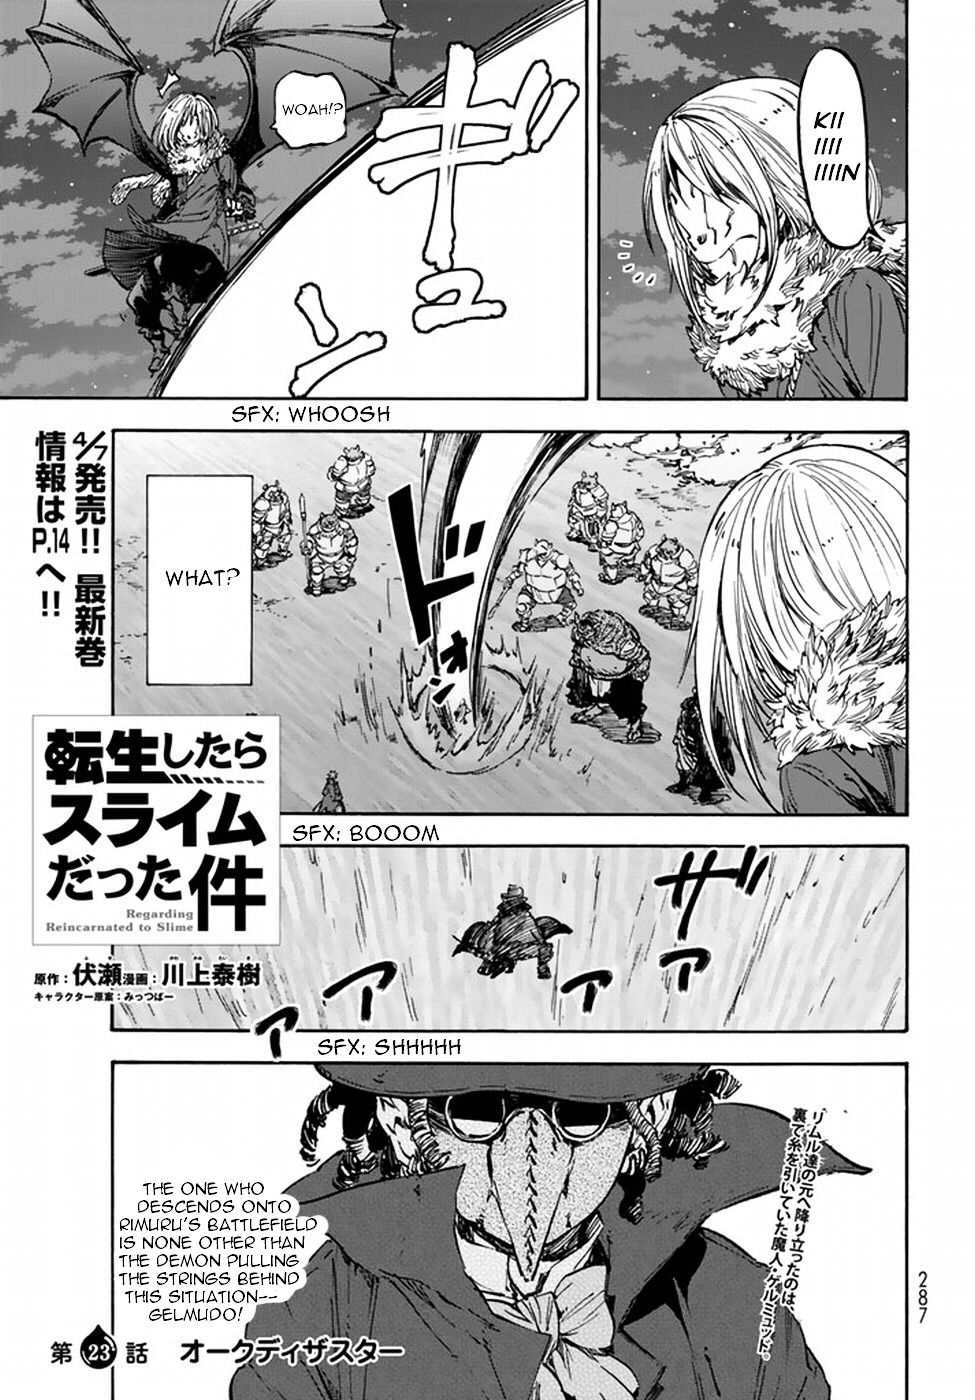 KII
IIII
IIIIN
WOAH!?
ギュン
SFX: WHOOSH
WHAT?
ドォン
4/7発売!! 最新巻
情報はP.14へ!!
SFX: BOOOM
転生したら
スライム
だった件
Regarding
Reincarnated to Slime
原作:伏瀬 漫画:川上泰樹
キャラクター原案:みっつばー
アアアァ
SFX: SHHHHH
リムル達の元へ降り立ったのは、
裏で糸を引いていた魔人・ゲルミュッド。
THE ONE WHO
DESCENDS ONTO
RIMURU'S BATTLEFIELD
IS NONE OTHER THAN
THE DEMON PULLING
THE STRINGS BEHIND
THIS SITUATION--
GELMUDO!
287
第23話 オークディザスター